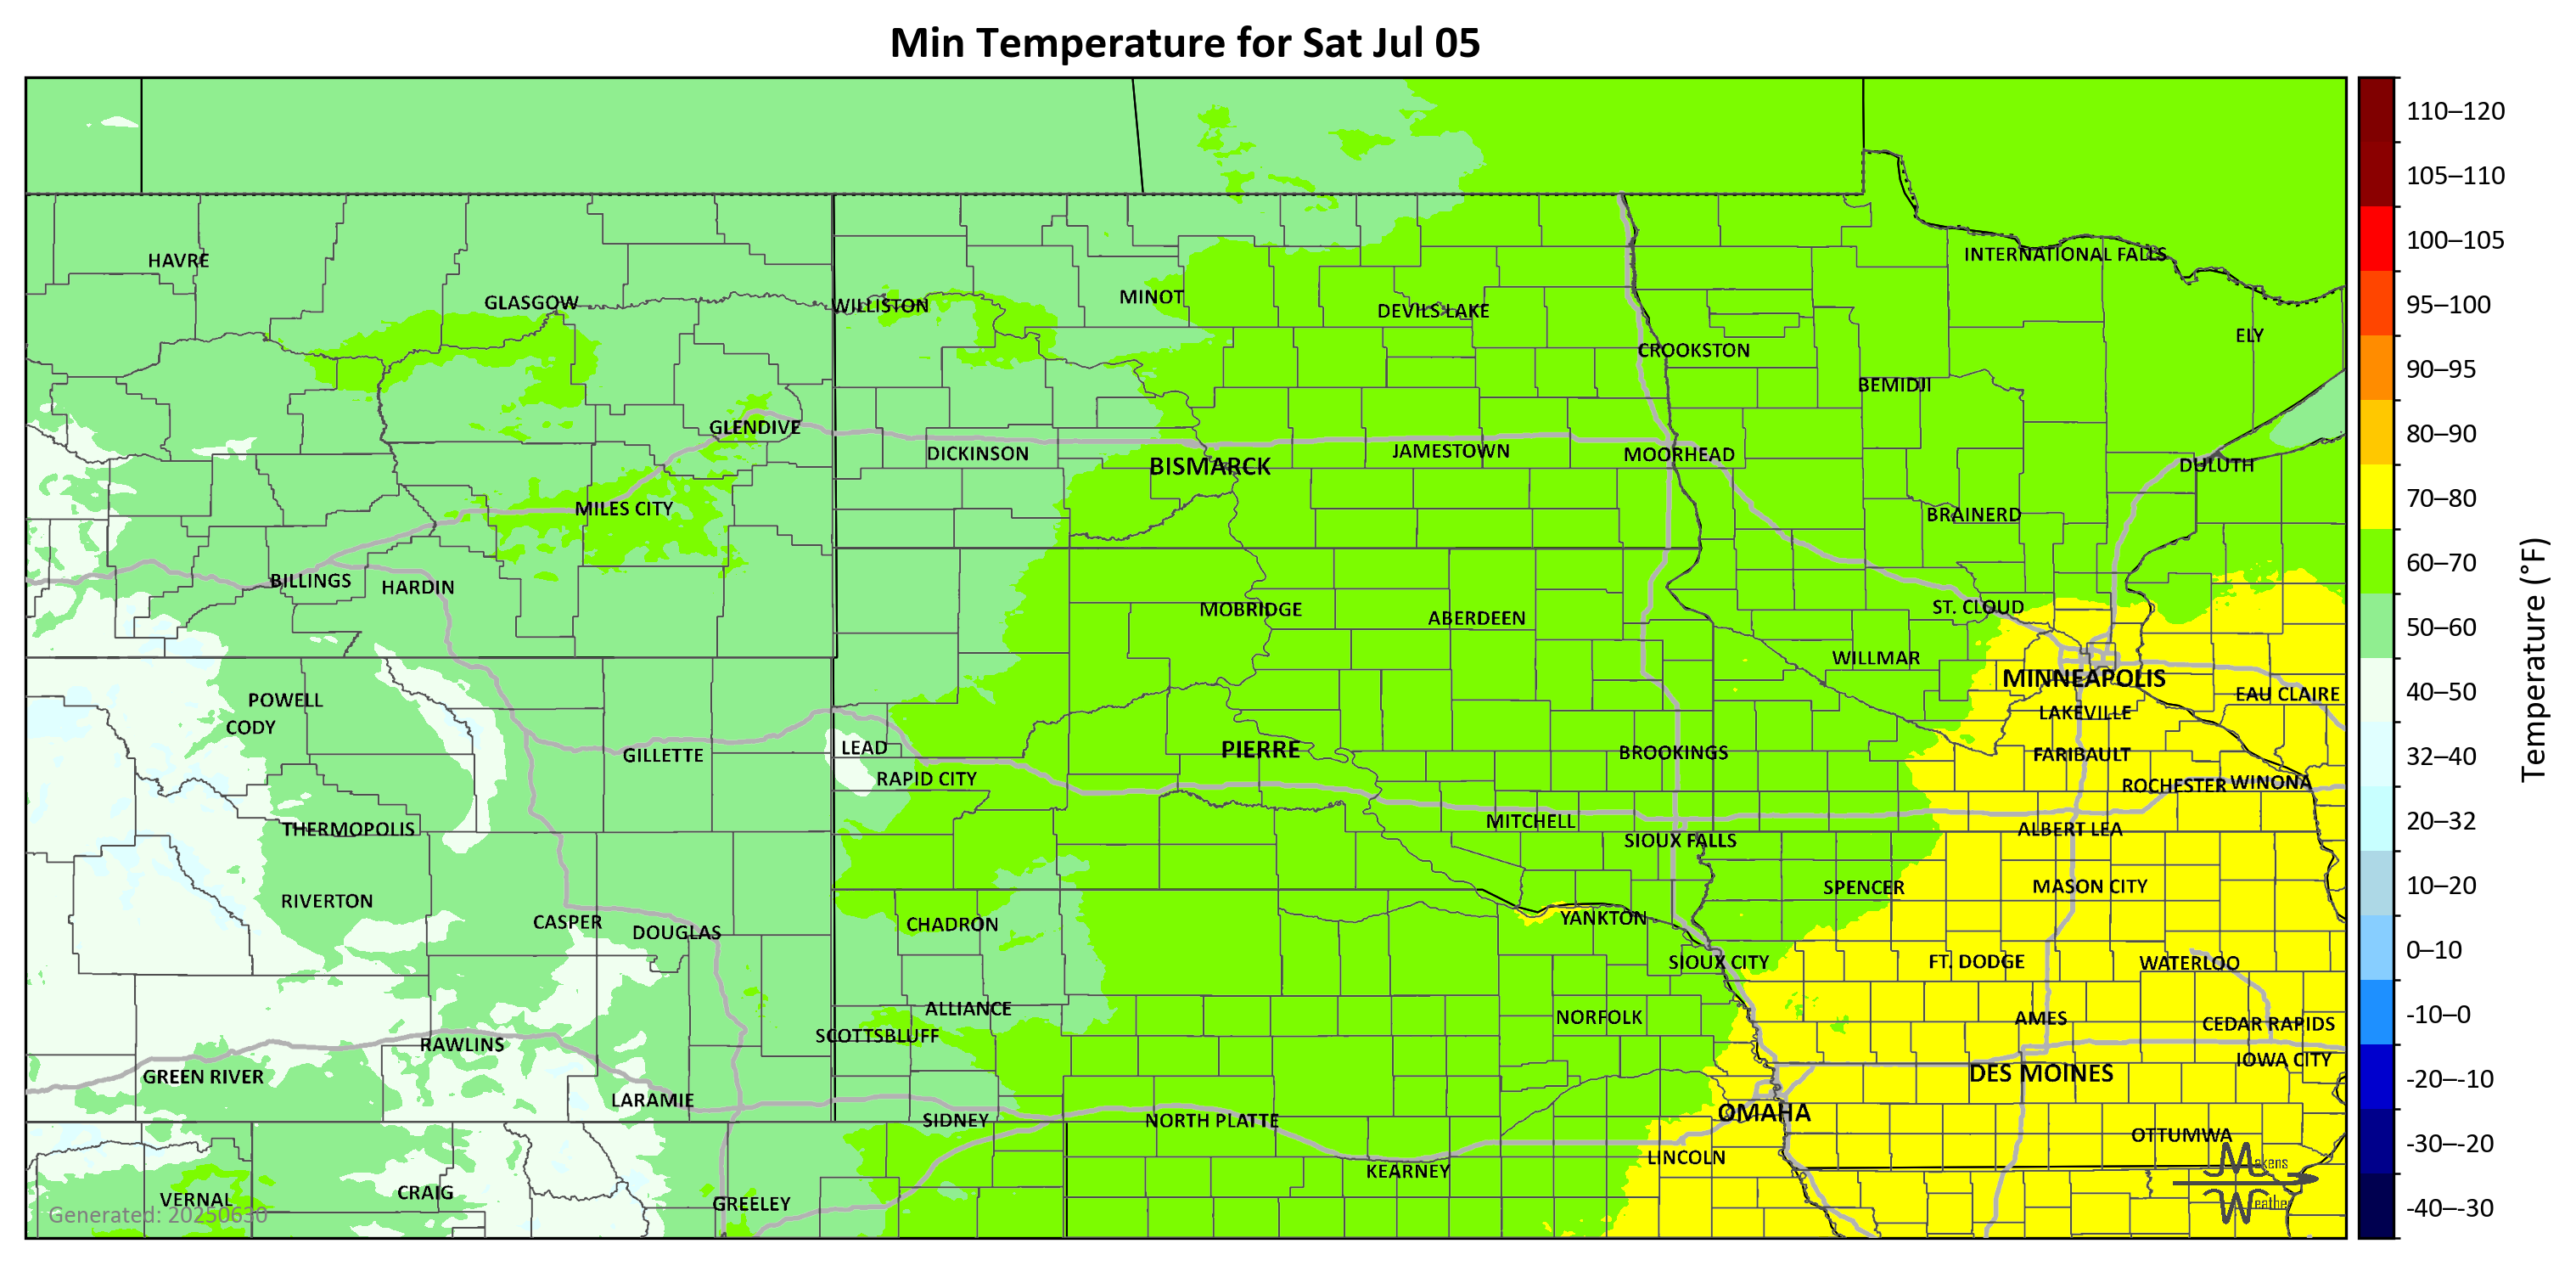 Min Temperature for Sat Jul 05
110–120
105–110
100–105
95–100
90–95
80–90
70–80
60–70
50–60
40–50
32–40
20–32
10–20
0–10
-10–0
-20–-10
-30–-20
-40–-30
Temperature (°F)
HAVRE
INTERNATIONAL FALLS
GLASGOW
WILLISTON
MINOT
DEVILS LAKE
ELY
CROOKSTON
BEMIDJI
GLENDIVE
DICKINSON
BISMARCK
JAMESTOWN
MOORHEAD
DULUTH
MILES CITY
BRAINERD
BILLINGS
HARDIN
MOBRIDGE
ABERDEEN
ST. CLOUD
WILLMAR
MINNEAPOLIS
EAU CLAIRE
POWELL
CODY
LAKEVILLE
GILLETTE
LEAD
PIERRE
BROOKINGS
FARIBAULT
RAPID CITY
ROCHESTER
WINONA
THERMOPOLIS
MITCHELL
SIOUX FALLS
ALBERT LEA
RIVERTON
SPENCER
MASON CITY
CASPER
DOUGLAS
CHADRON
YANKTON
SIOUX CITY
FT. DODGE
WATERLOO
ALLIANCE
NORFOLK
AMES
CEDAR RAPIDS
SCOTTSBLUFF
RAWLINS
IOWA CITY
GREEN RIVER
DES MOINES
LARAMIE
SIDNEY
NORTH PLATTE
OMAHA
OTTUMWA
LINCOLN
KEARNEY
VERNAL
CRAIG
GREELEY
Makens
Weather
Generated: 20250630